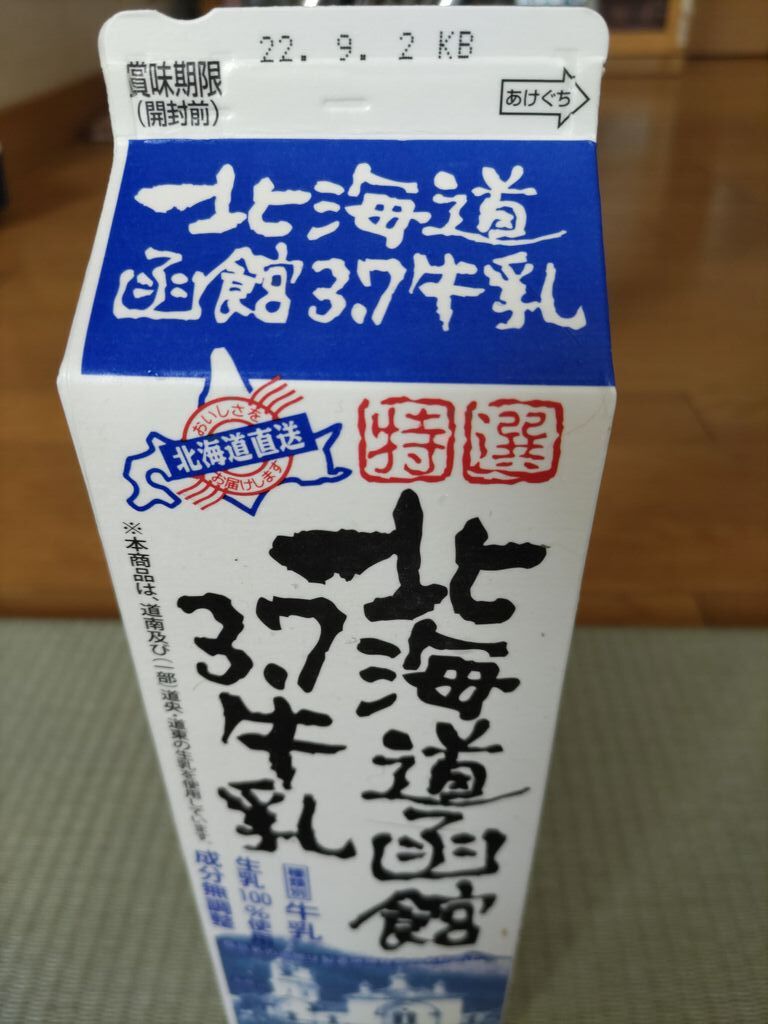 22. 9. 2 KB
賞味期限
(開封前)
あけぐち
北海道
函館3.7牛乳
おいしさを
北海道直送
お届けします
特選
北海道函館
3.7牛乳
※本商品は、道南及び(一部)道央・道東の生乳を使用しています。
種類別 牛乳
生乳100%使用
成分無調整